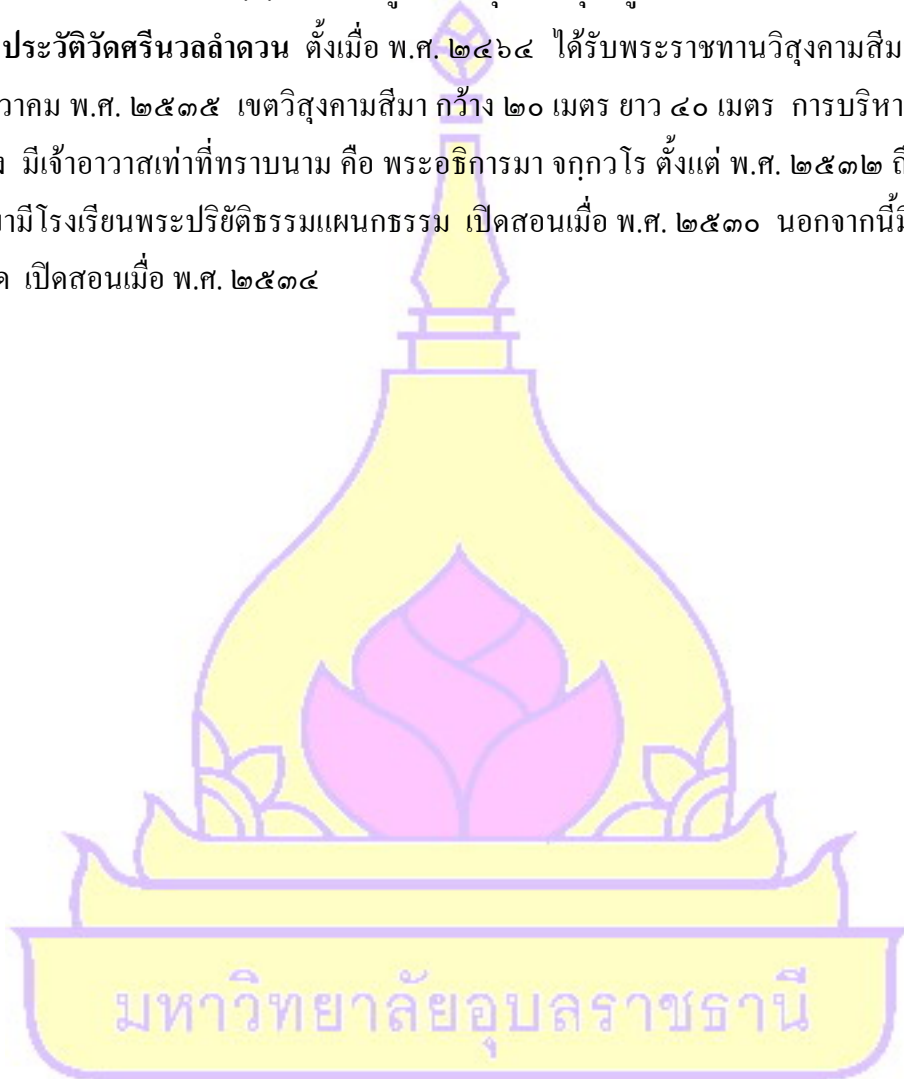 ประวัติวัดศรีนวลลำดวน ตั้งเมื่อ พ.ศ. ๒๔๖๔ ได้รับพระราชทานวิสุงคามสีม
วาคม พ.ศ. ๒๕๓๕ เขตวิสุงคามสีมา กว้าง ๒๐ เมตร ยาว ๔๐ เมตร การบริหา
มีเจ้าอาวาสเท่าที่ทราบนาม คือ พระอธิการมา จกฺกวโร ตั้งแต่ พ.ศ. ๒๕๓๒ ถึ
มีโรงเรียนพระปริยัติธรรมแผนกธรรม เปิดสอนเมื่อ พ.ศ. ๒๕๓๐ นอกจากนี้มี
ด เปิดสอนเมื่อ พ.ศ. ๒๕๓๔
มหาวิทยาลัยอุบลราชธานี